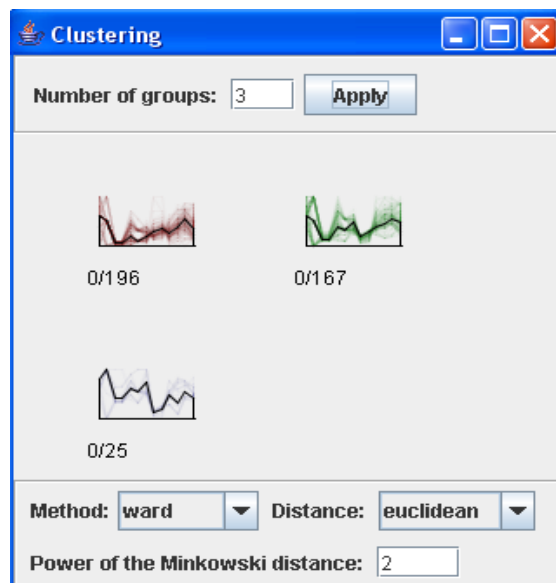 Clustering
Number of groups: 3 Apply
0/196 0/167
0/25
Method: ward Distance: euclidean
Power of the Minkowski distance: 2